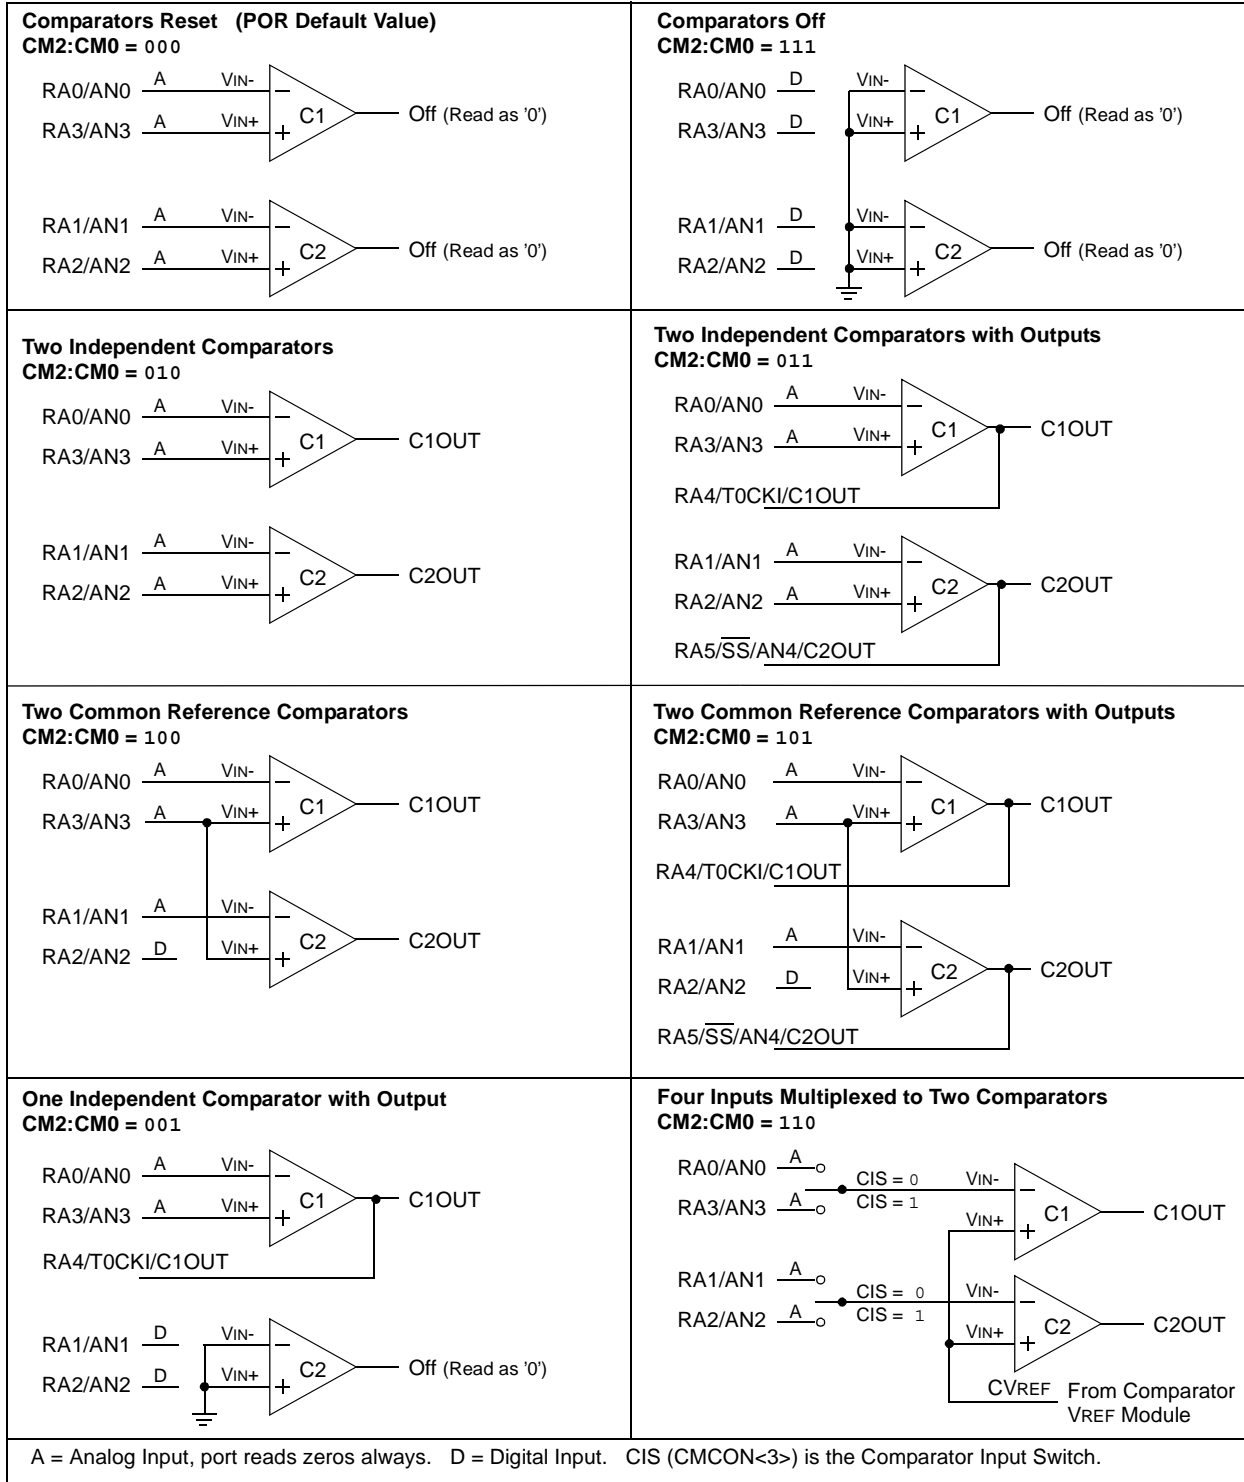 Comparators Reset (POR Default Value)
CM2:CM0 = 000
RA0/AN0 A VIN-
RA3/AN3 A VIN+
C1
Off (Read as '0')
RA1/AN1 A VIN-
RA2/AN2 A VIN+
C2
Off (Read as '0')
Comparators Off
CM2:CM0 = 111
RA0/AN0 D VIN-
RA3/AN3 D VIN+
C1
Off (Read as '0')
RA1/AN1 D VIN-
RA2/AN2 D VIN+
C2
Off (Read as '0')
Two Independent Comparators
CM2:CM0 = 010
RA0/AN0 A VIN-
RA3/AN3 A VIN+
C1
C1OUT
RA1/AN1 A VIN-
RA2/AN2 A VIN+
C2
C2OUT
Two Independent Comparators with Outputs
CM2:CM0 = 011
RA0/AN0 A VIN-
RA3/AN3 A VIN+
C1
C1OUT
RA4/T0CKI/C1OUT
RA1/AN1 A VIN-
RA2/AN2 A VIN+
C2
C2OUT
RA5/S̅S̅/AN4/C2OUT
Two Common Reference Comparators
CM2:CM0 = 100
RA0/AN0 A VIN-
RA3/AN3 A VIN+
C1
C1OUT
RA1/AN1 A VIN-
RA2/AN2 D VIN+
C2
C2OUT
Two Common Reference Comparators with Outputs
CM2:CM0 = 101
RA0/AN0 A VIN-
RA3/AN3 A VIN+
C1
C1OUT
RA4/T0CKI/C1OUT
RA1/AN1 A VIN-
RA2/AN2 D VIN+
C2
C2OUT
RA5/S̅S̅/AN4/C2OUT
One Independent Comparator with Output
CM2:CM0 = 001
RA0/AN0 A VIN-
RA3/AN3 A VIN+
C1
C1OUT
RA4/T0CKI/C1OUT
RA1/AN1 D VIN-
RA2/AN2 D VIN+
C2
Off (Read as '0')
Four Inputs Multiplexed to Two Comparators
CM2:CM0 = 110
RA0/AN0 A
CIS = 0 VIN-
RA3/AN3 A
CIS = 1
VIN+
C1
C1OUT
RA1/AN1 A
CIS = 0 VIN-
RA2/AN2 A
CIS = 1
VIN+
C2
C2OUT
CVREF From Comparator
VREF Module
A = Analog Input, port reads zeros always. D = Digital Input. CIS (CMCON<3>) is the Comparator Input Switch.